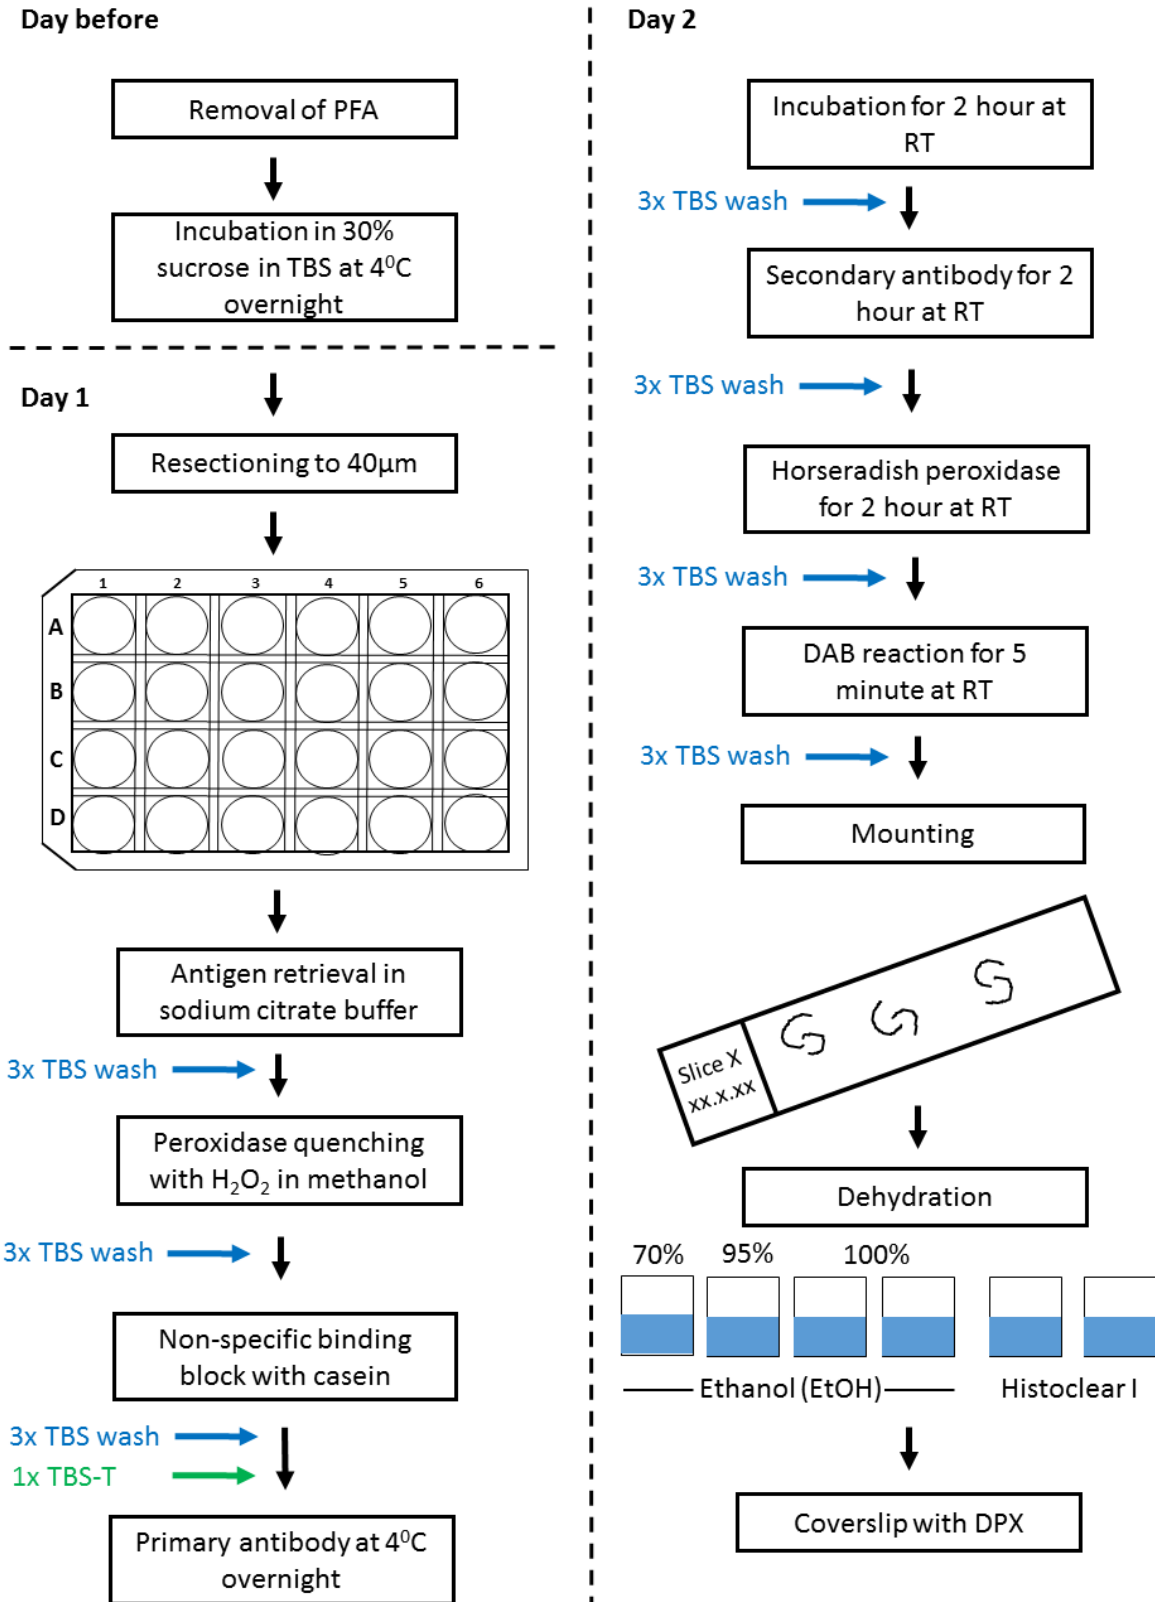 Day before
Removal of PFA
Incubation in 30%
sucrose in TBS at 4⁰C
overnight
Day 1
Resectioning to 40µm
1 2 3 4 5 6
A
B
C
D
Antigen retrieval in
sodium citrate buffer
3x TBS wash
Peroxidase quenching
with H₂O₂ in methanol
3x TBS wash
Non-specific binding
block with casein
3x TBS wash
1x TBS-T
Primary antibody at 4⁰C
overnight
Day 2
Incubation for 2 hour at
RT
3x TBS wash
Secondary antibody for 2
hour at RT
3x TBS wash
Horseradish peroxidase
for 2 hour at RT
3x TBS wash
DAB reaction for 5
minute at RT
3x TBS wash
Mounting
Slice X
xx.x.xx
Dehydration
70% 95% 100%
Ethanol (EtOH) Histoclear I
Coverslip with DPX